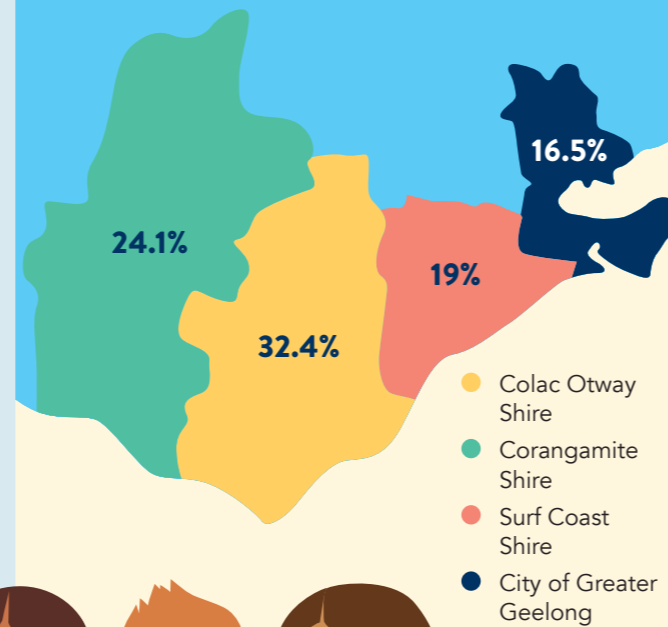 16.5%
24.1%
19%
32.4%
Colac Otway
Shire
Corangamite
Shire
Surf Coast
Shire
City of Greater
Geelong